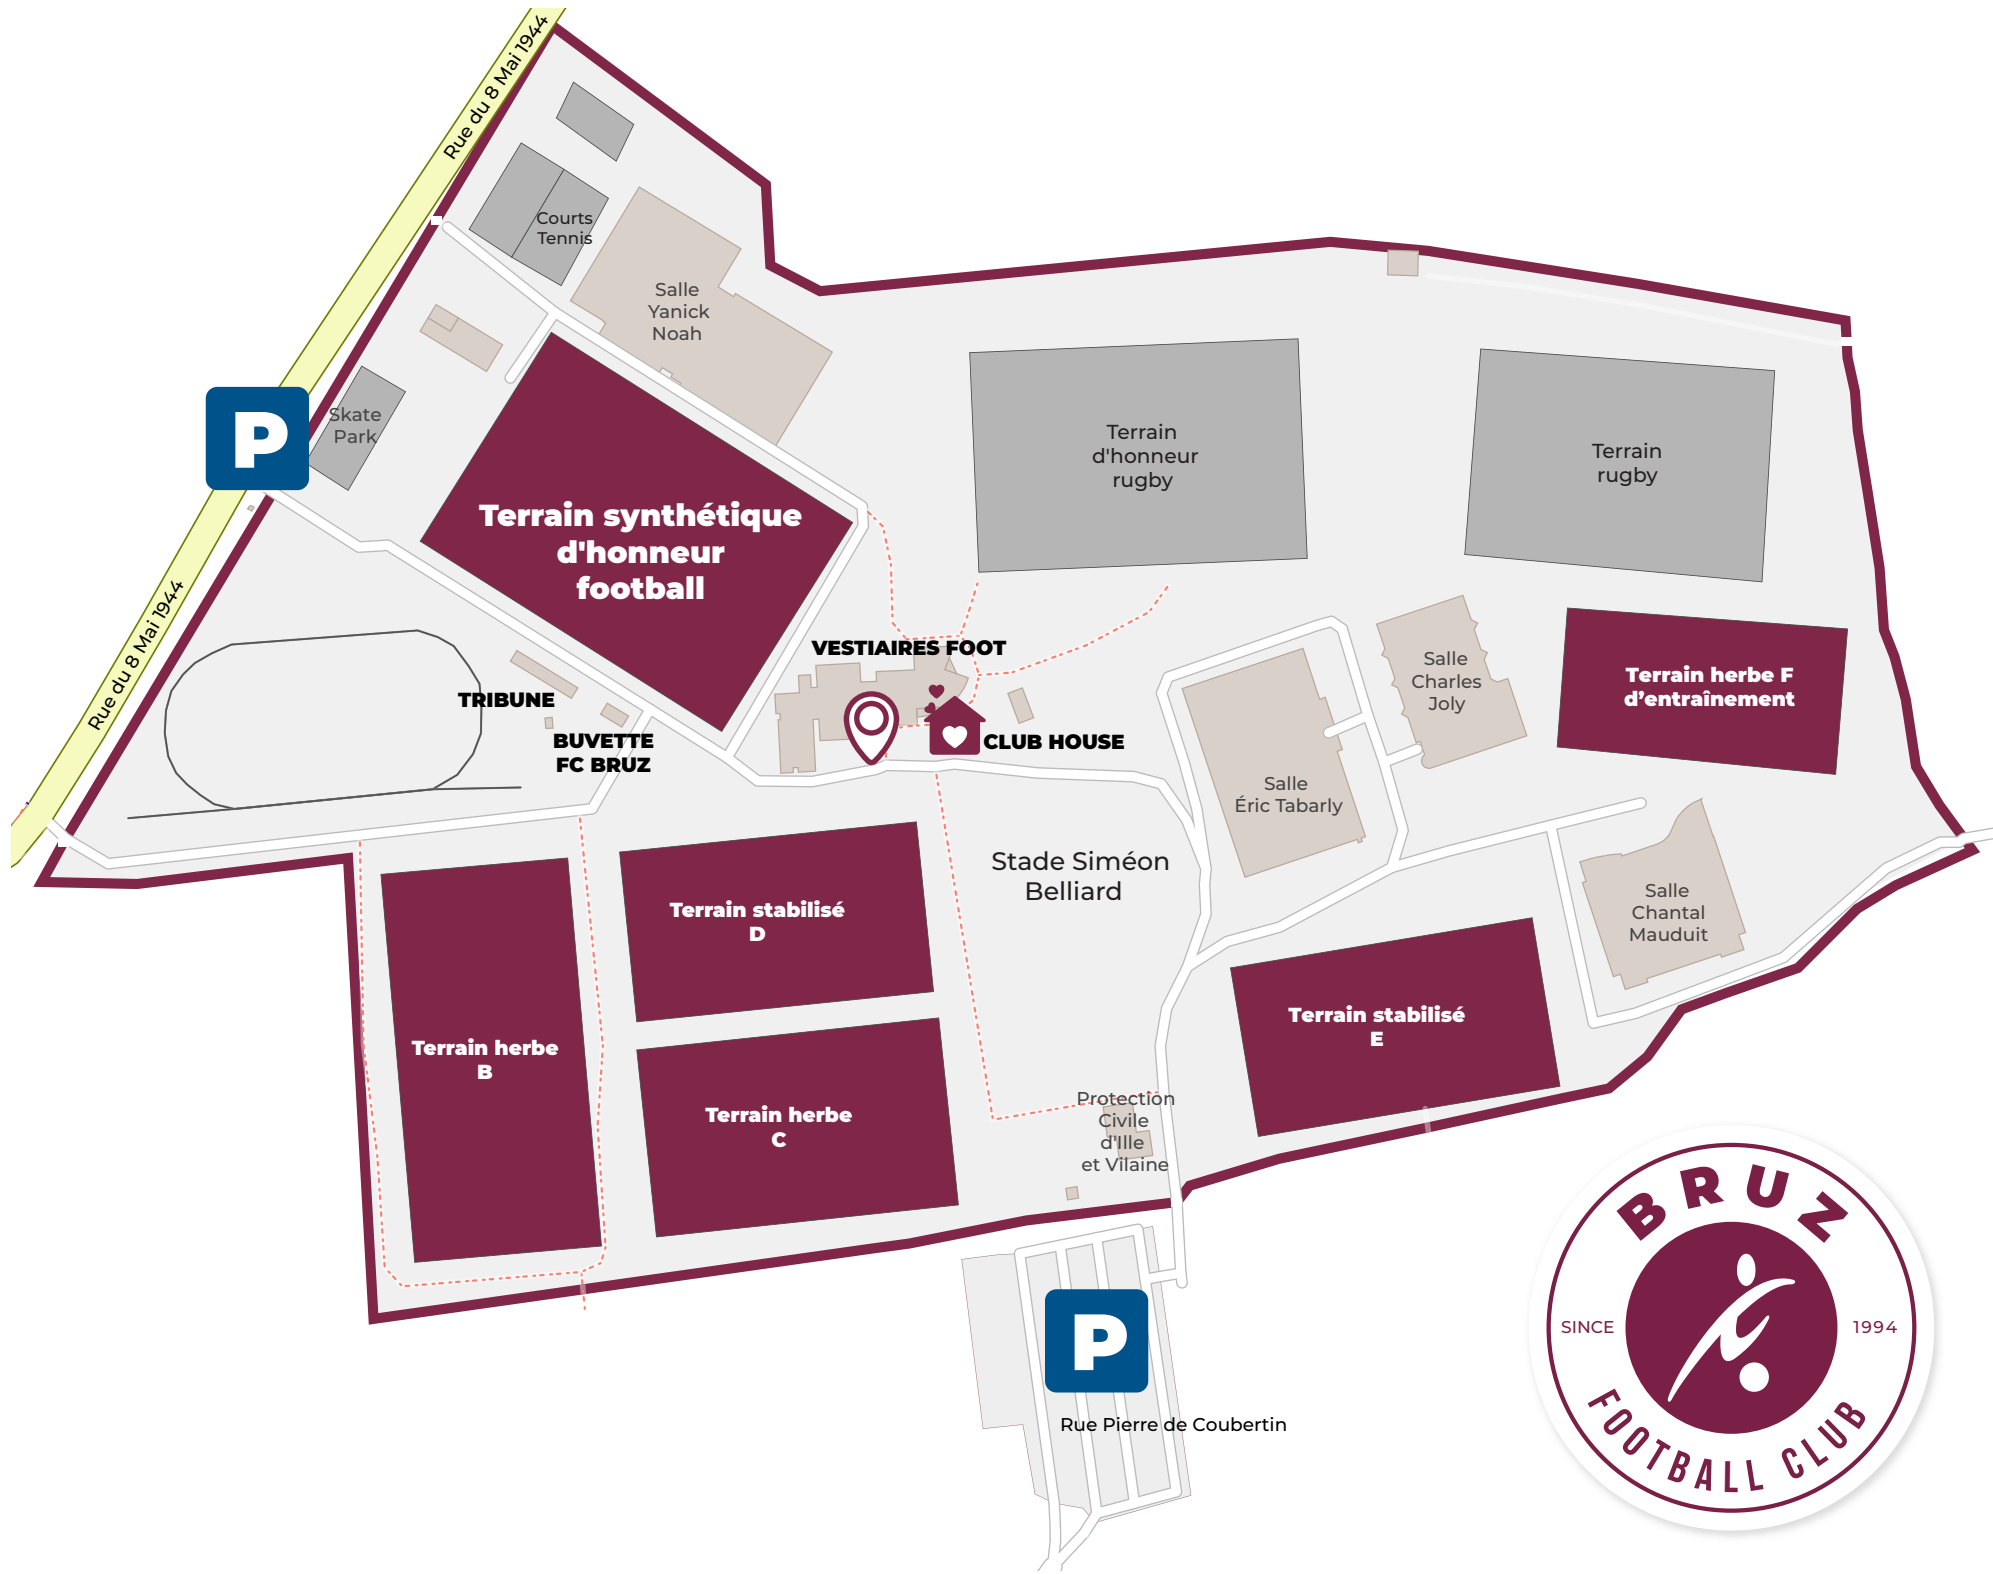 Rue du 8 Mai 1944
Courts
Tennis
Salle
Yanick
Noah
P
Skate
Park
Terrain
d'honneur
rugby
Terrain
rugby
Terrain synthétique
d'honneur
football
Rue du 8 Mai 1944
VESTIAIRES FOOT
TRIBUNE
BUVETTE
FC BRUZ
CLUB HOUSE
Salle
Charles
Joly
Terrain herbe F
d’entraînement
Salle
Éric Tabarly
Stade Siméon
Belliard
Salle
Chantal
Mauduit
Terrain stabilisé
D
Terrain stabilisé
E
Terrain herbe
B
Terrain herbe
C
Protection
Civile
d'Ille
et Vilaine
P
Rue Pierre de Coubertin
BRUZ
SINCE 1994
FOOTBALL CLUB